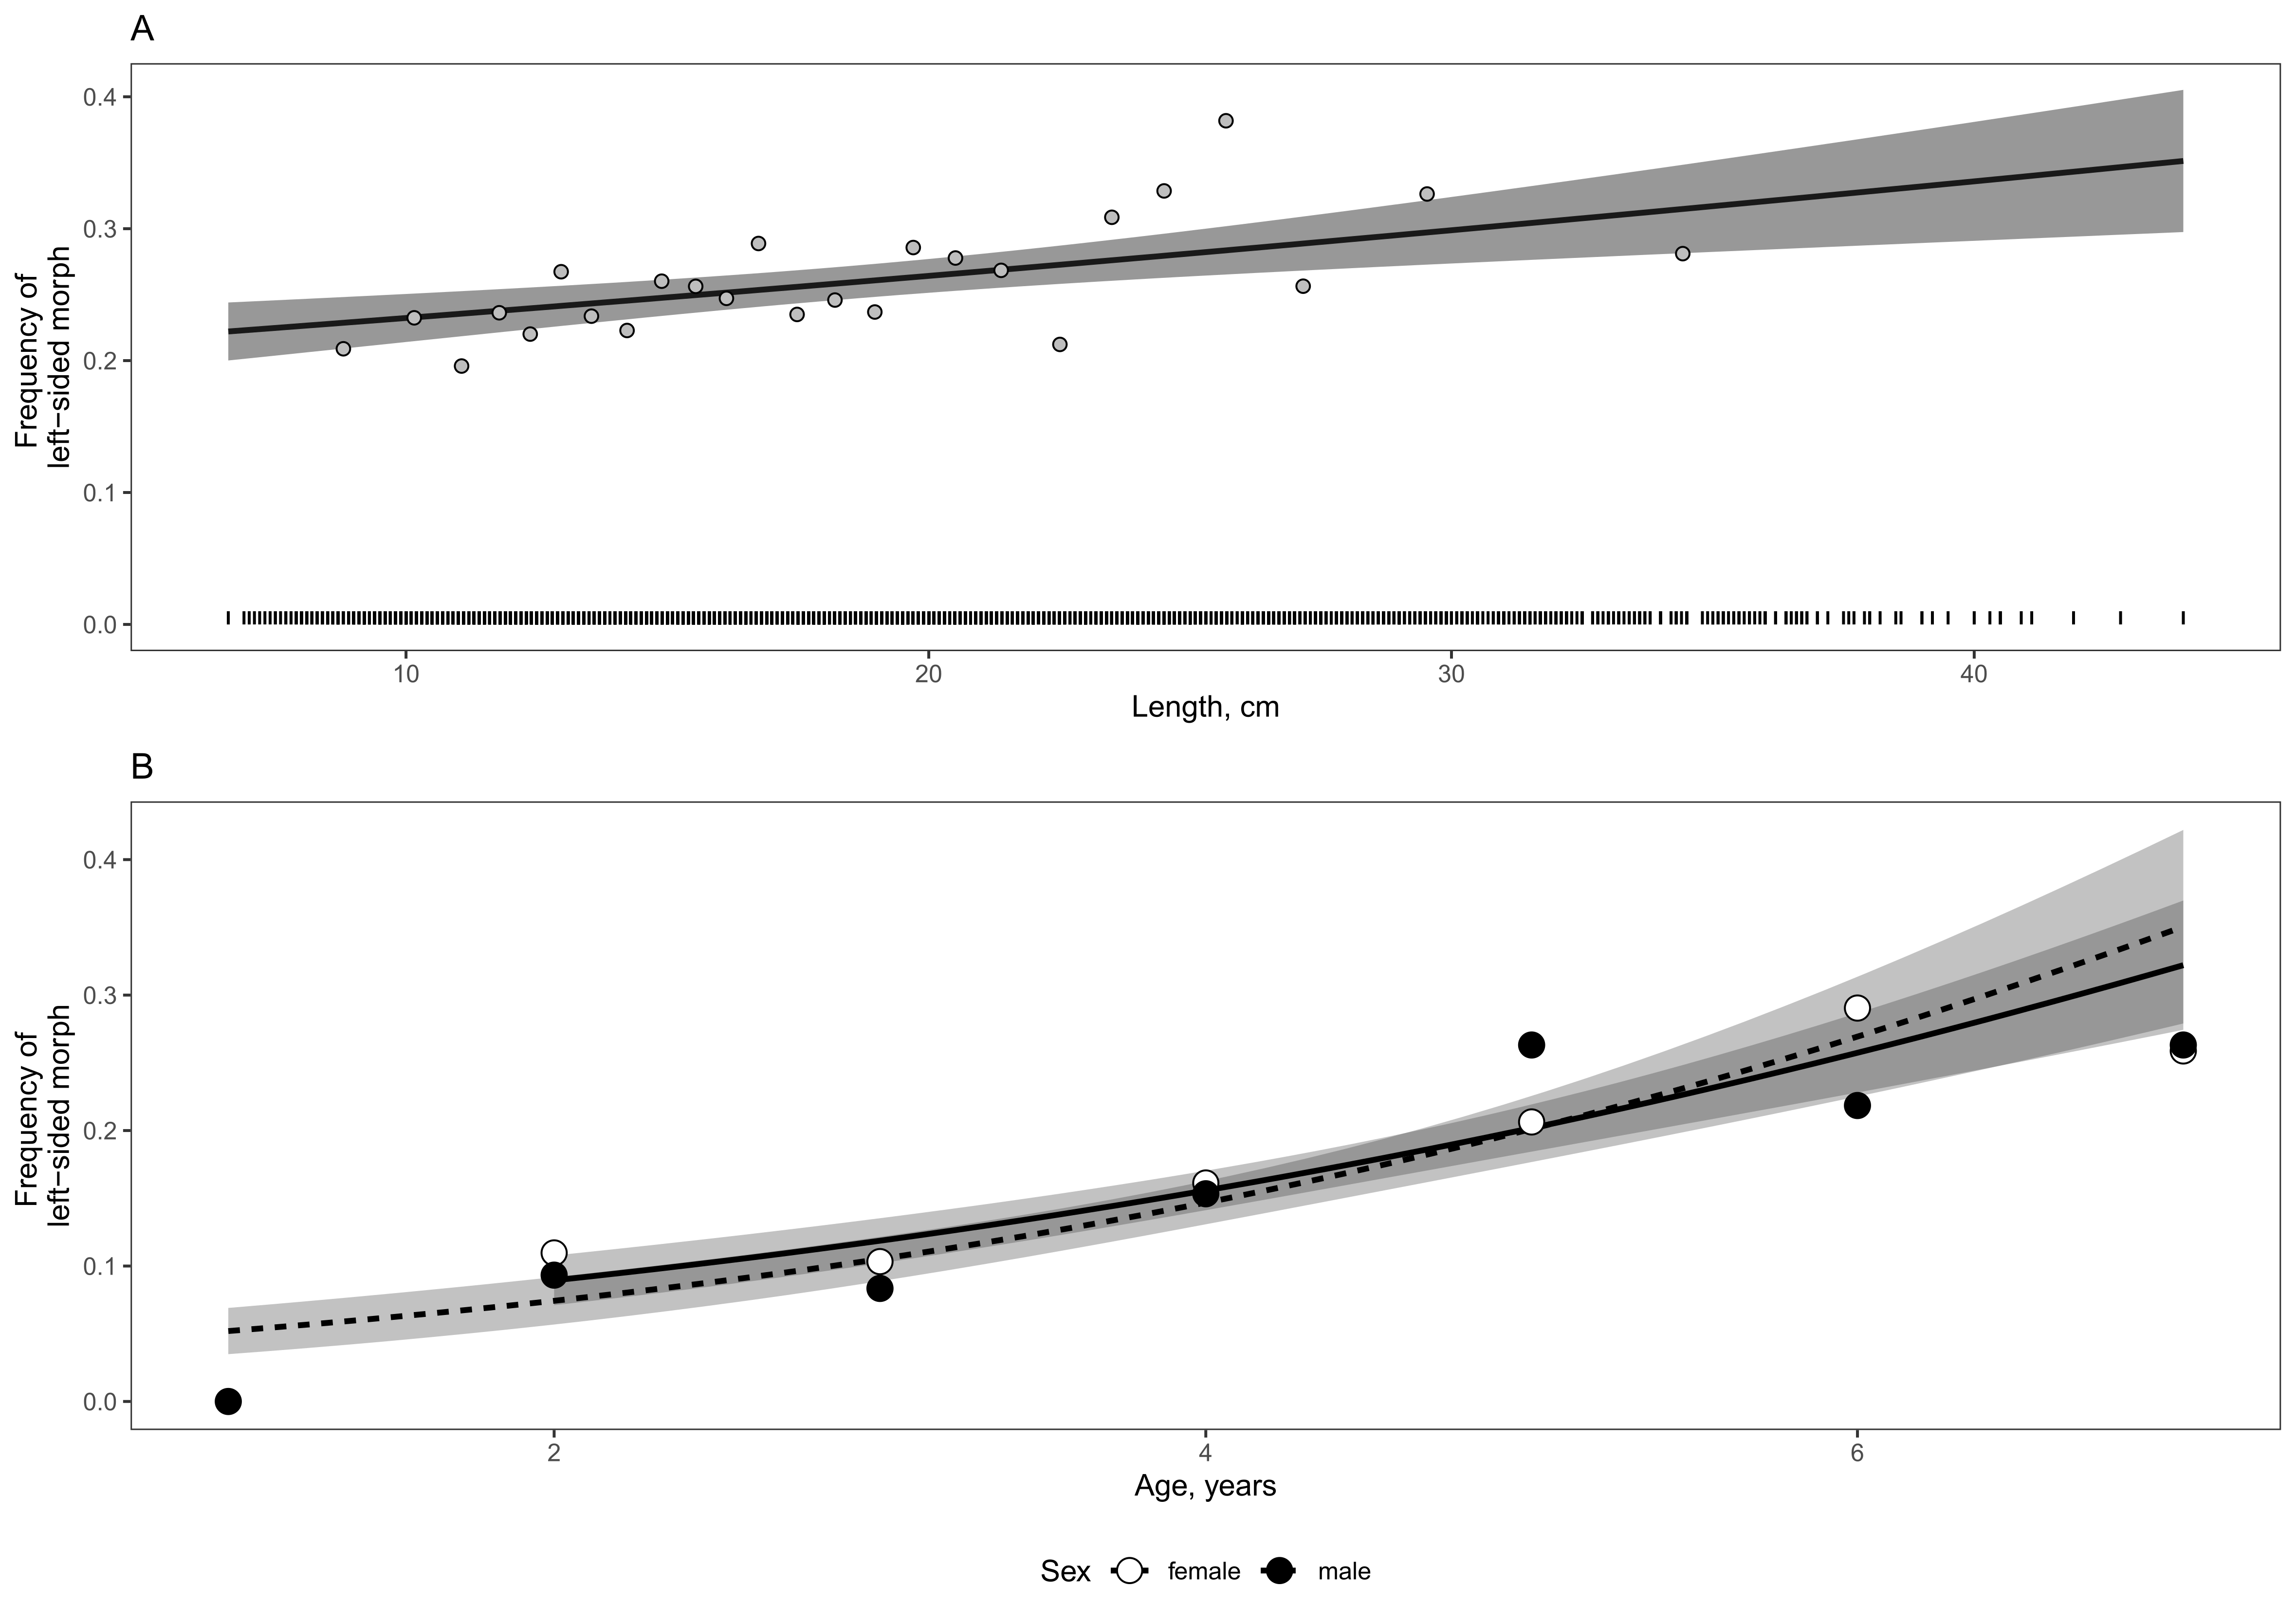 A
0.4
0.3
0.2
0.1
0.0
Frequency of
left−sided morph
10 20 30 40
Length, cm
B
0.4
0.3
0.2
0.1
0.0
Frequency of
left−sided morph
2 4 6
Age, years
Sex female male